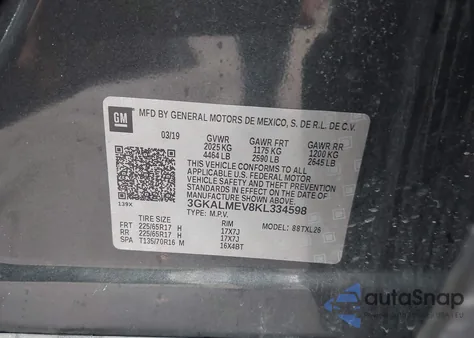 GM
MFD BY GENERAL MOTORS DE MEXICO, S. DE R.L. DE C.V.
03/19 GVWR GAWR FRT GAWR RR
2025 KG 1175 KG 1200 KG
4464 LB 2590 LB 2645 LB
THIS VEHICLE CONFORMS TO ALL APPLICABLE
U.S. FEDERAL MOTOR VEHICLE SAFETY, BUMPER, AND
THEFT PREVENTION STANDARDS IN EFFECT ON THE
DATE OF MANUFACTURE SHOWN ABOVE.
139X 3GKALMEV8KL334598
TYPE: M.P.V. MODEL: 88TXL26
TIRE SIZE RIM
FRT 225/65R17 H 17X7J
RR 225/65R17 H 17X7J
SPA T135/70R16 M 16X4BT
autoSnap